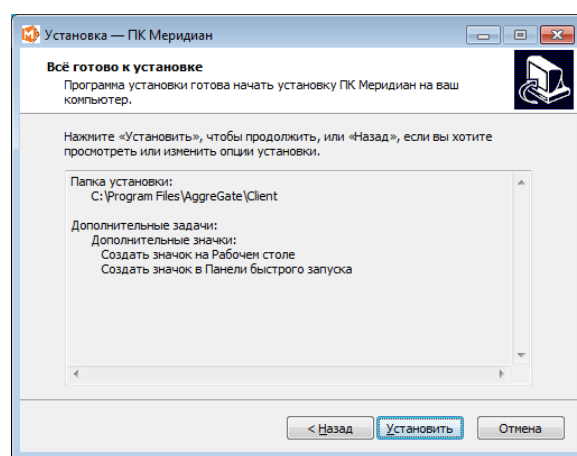 Установка — ПК Меридиан
Всё готово к установке
Программа установки готова начать установку ПК Меридиан на ваш
компьютер.
Нажмите «Установить», чтобы продолжить, или «Назад», если вы хотите
просмотреть или изменить опции установки.
Папка установки:
C:\Program Files\AggreGate\Client
Дополнительные задачи:
Дополнительные значки:
Создать значок на Рабочем столе
Создать значок в Панели быстрого запуска
< Назад Установить Отмена